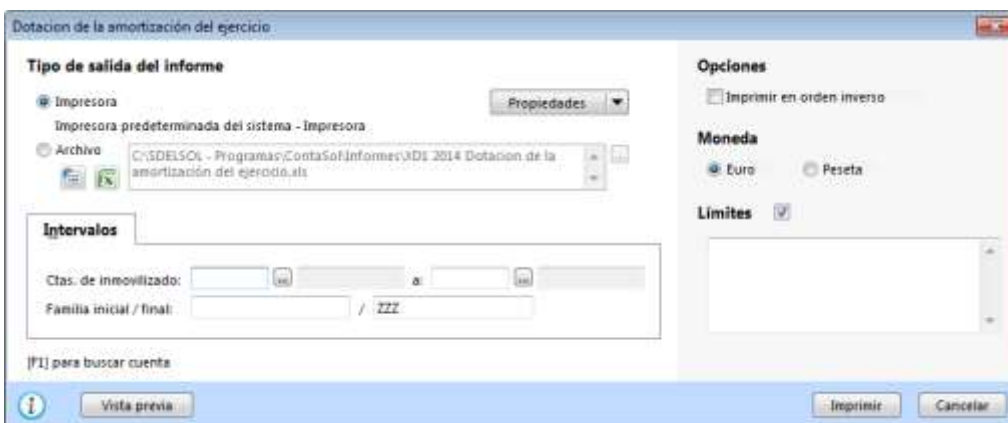 Dotacion de la amortización del ejercicio
Tipo de salida del informe
Impresora
Propiedades
Impresora predeterminada del sistema - Impresora
Archivo
C:\SDELSOL - Programas\ContaSol\Informes\XD1 2014 Dotacion de la
amortización del ejercicio.xls
Intervalos
Ctas. de inmovilizado:
...
a:
...
Familia inicial / final:
/
ZZZ
[F1] para buscar cuenta
Opciones
Imprimir en orden inverso
Moneda
Euro
Peseta
Límites
Vista previa
Imprimir
Cancelar